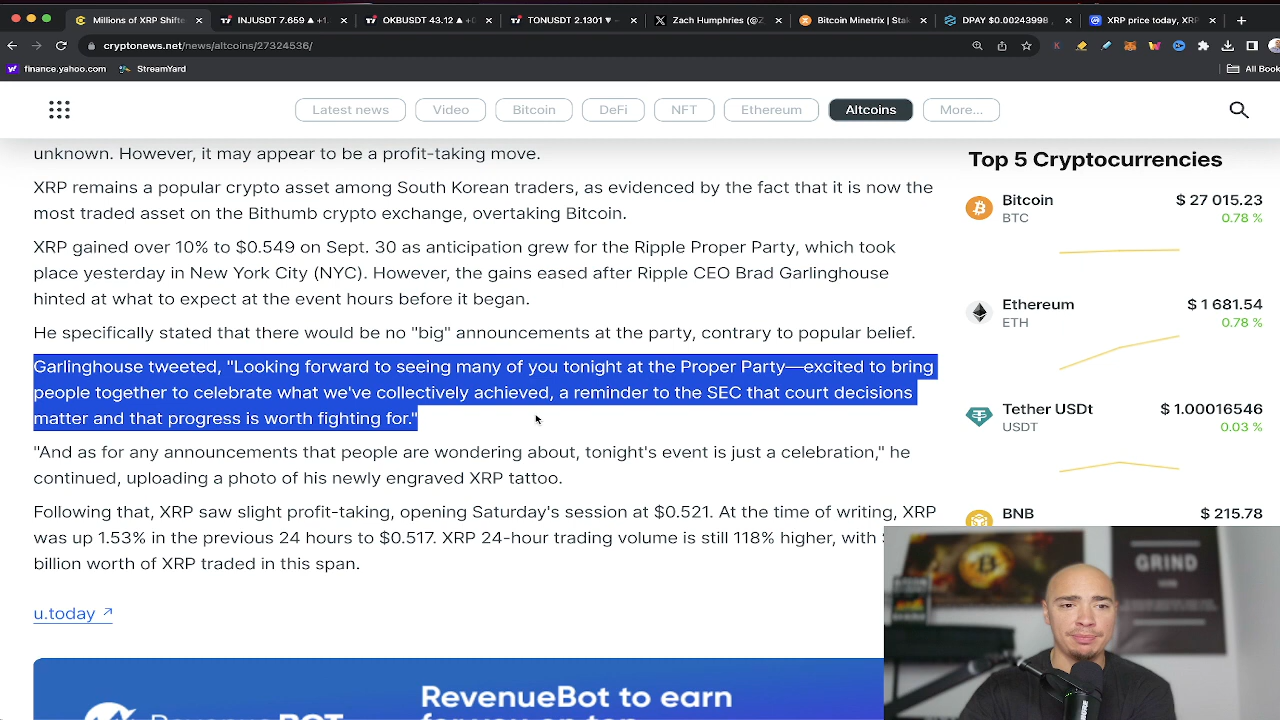 Millions of XRP Shifte
INJUSDT 7.659 ▲ +1.
OKBUSDT 43.12 ▲ +0
TONUSDT 2.1301 ▼
Zach Humphries (@Z
Bitcoin Minetrix | Stak
DPAY $0.00243998
XRP price today, XRP
cryptonews.net/news/altcoins/27324536/
finance.yahoo.com
StreamYard
All Book
Latest news
Video
Bitcoin
DeFi
NFT
Ethereum
Altcoins
More...
unknown. However, it may appear to be a profit-taking move.
XRP remains a popular crypto asset among South Korean traders, as evidenced by the fact that it is now the
most traded asset on the Bithumb crypto exchange, overtaking Bitcoin.
XRP gained over 10% to $0.549 on Sept. 30 as anticipation grew for the Ripple Proper Party, which took
place yesterday in New York City (NYC). However, the gains eased after Ripple CEO Brad Garlinghouse
hinted at what to expect at the event hours before it began.
He specifically stated that there would be no "big" announcements at the party, contrary to popular belief.
Garlinghouse tweeted, "Looking forward to seeing many of you tonight at the Proper Party—excited to bring
people together to celebrate what we've collectively achieved, a reminder to the SEC that court decisions
matter and that progress is worth fighting for."
"And as for any announcements that people are wondering about, tonight's event is just a celebration," he
continued, uploading a photo of his newly engraved XRP tattoo.
Following that, XRP saw slight profit-taking, opening Saturday's session at $0.521. At the time of writing, XRP
was up 1.53% in the previous 24 hours to $0.517. XRP 24-hour trading volume is still 118% higher, with
billion worth of XRP traded in this span.
u.today ↗
RevenueBot to earn
Top 5 Cryptocurrencies
Bitcoin $ 27 015.23
BTC 0.78 %
Ethereum $ 1 681.54
ETH 0.78 %
Tether USDt $ 1.00016546
USDT 0.03 %
BNB $ 215.78
GRIND